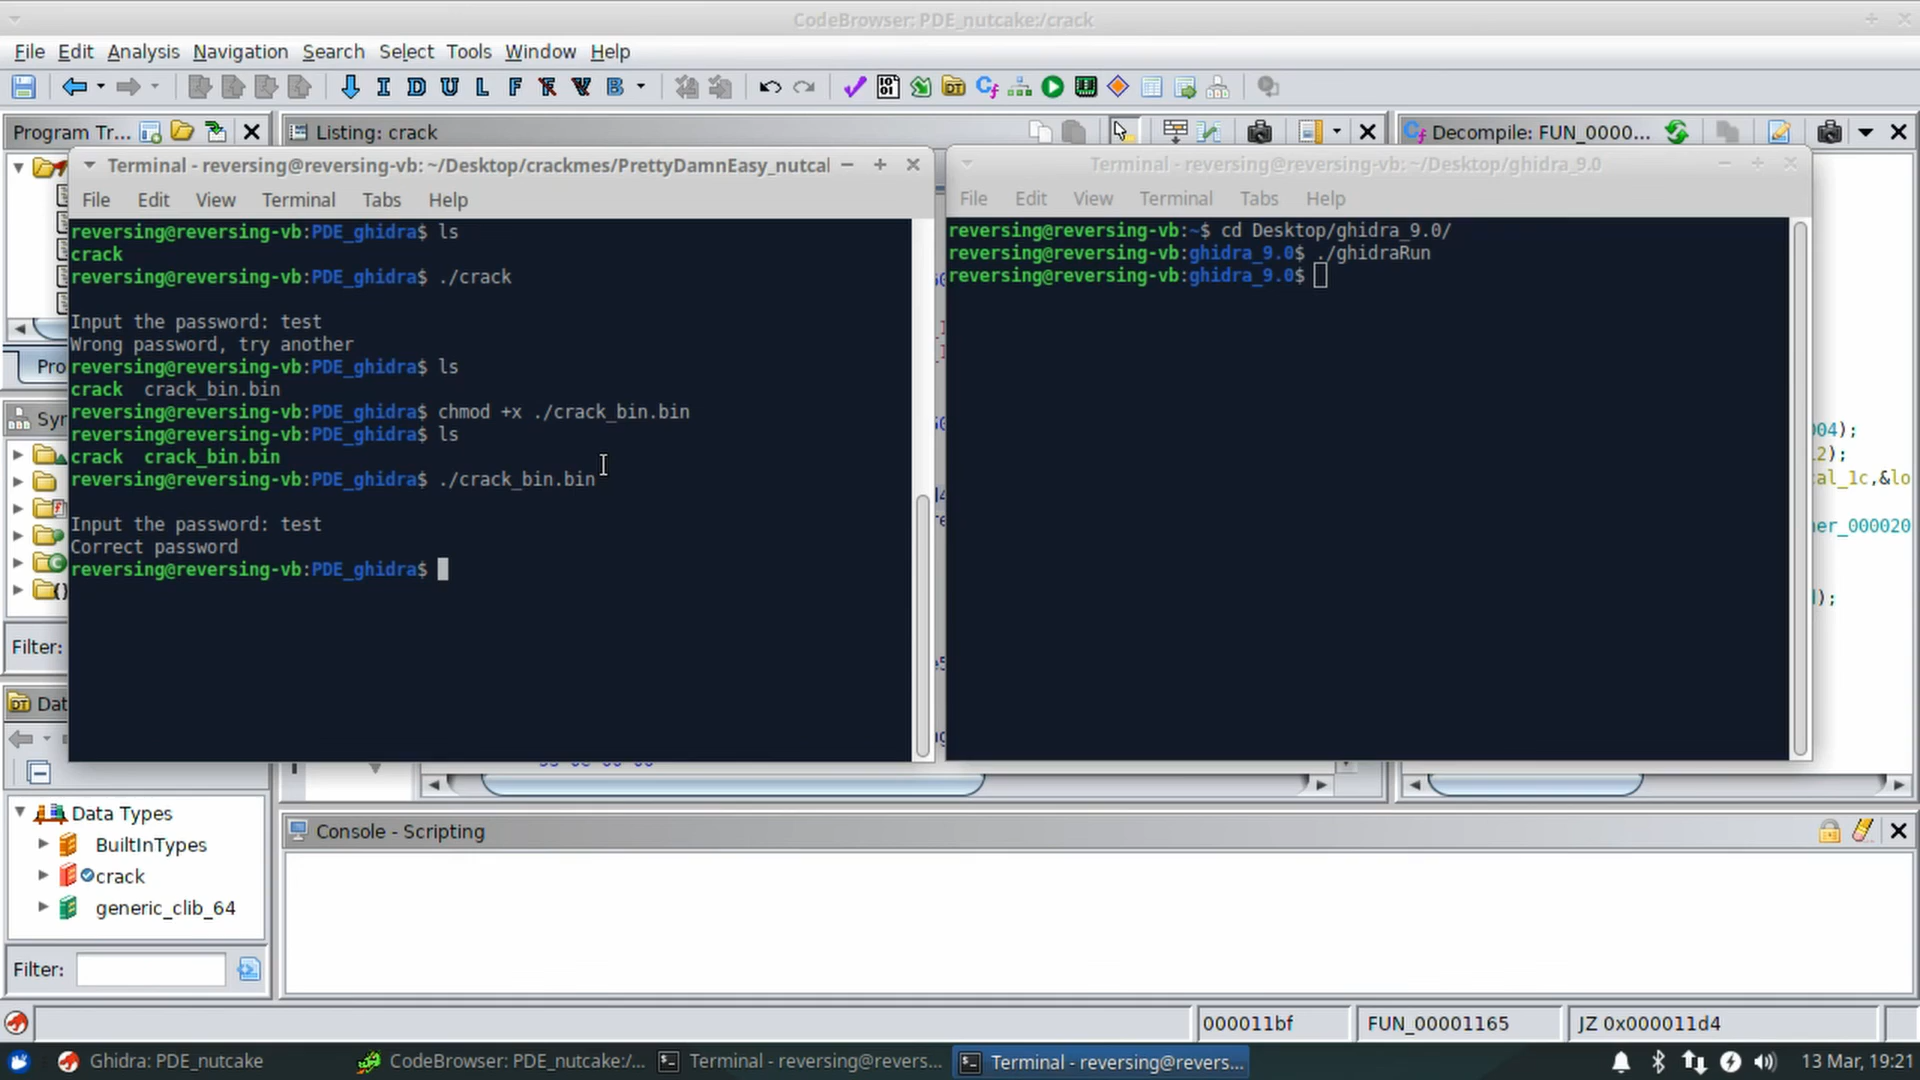 CodeBrowser: PDE_nutcake:/crack
File Edit Analysis Navigation Search Select Tools Window Help
I D U L F B
Program Tr...
Listing: crack
Decompile: FUN_0000...
Terminal - reversing@reversing-vb: ~/Desktop/crackmes/PrettyDamnEasy_nutcal
File Edit View Terminal Tabs Help
reversing@reversing-vb:PDE_ghidra$ ls
crack
reversing@reversing-vb:PDE_ghidra$ ./crack
Input the password: test
Wrong password, try another
reversing@reversing-vb:PDE_ghidra$ ls
crack crack_bin.bin
reversing@reversing-vb:PDE_ghidra$ chmod +x ./crack_bin.bin
reversing@reversing-vb:PDE_ghidra$ ls
crack crack_bin.bin
reversing@reversing-vb:PDE_ghidra$ ./crack_bin.bin
Input the password: test
Correct password
reversing@reversing-vb:PDE_ghidra$
Terminal - reversing@reversing-vb: ~/Desktop/ghidra_9.0
File Edit View Terminal Tabs Help
reversing@reversing-vb:~$ cd Desktop/ghidra_9.0/
reversing@reversing-vb:ghidra_9.0$ ./ghidraRun
reversing@reversing-vb:ghidra_9.0$
004);
12);
cal_1c,&lo
er_000020
);
Pro
Sy
Filter:
Dat
Data Types
BuiltInTypes
crack
generic_clib_64
Filter:
Console - Scripting
000011bf
FUN_00001165
JZ 0x000011d4
Ghidra: PDE_nutcake
CodeBrowser: PDE_nutcake:/...
Terminal - reversing@revers...
Terminal - reversing@revers...
13 Mar, 19:21